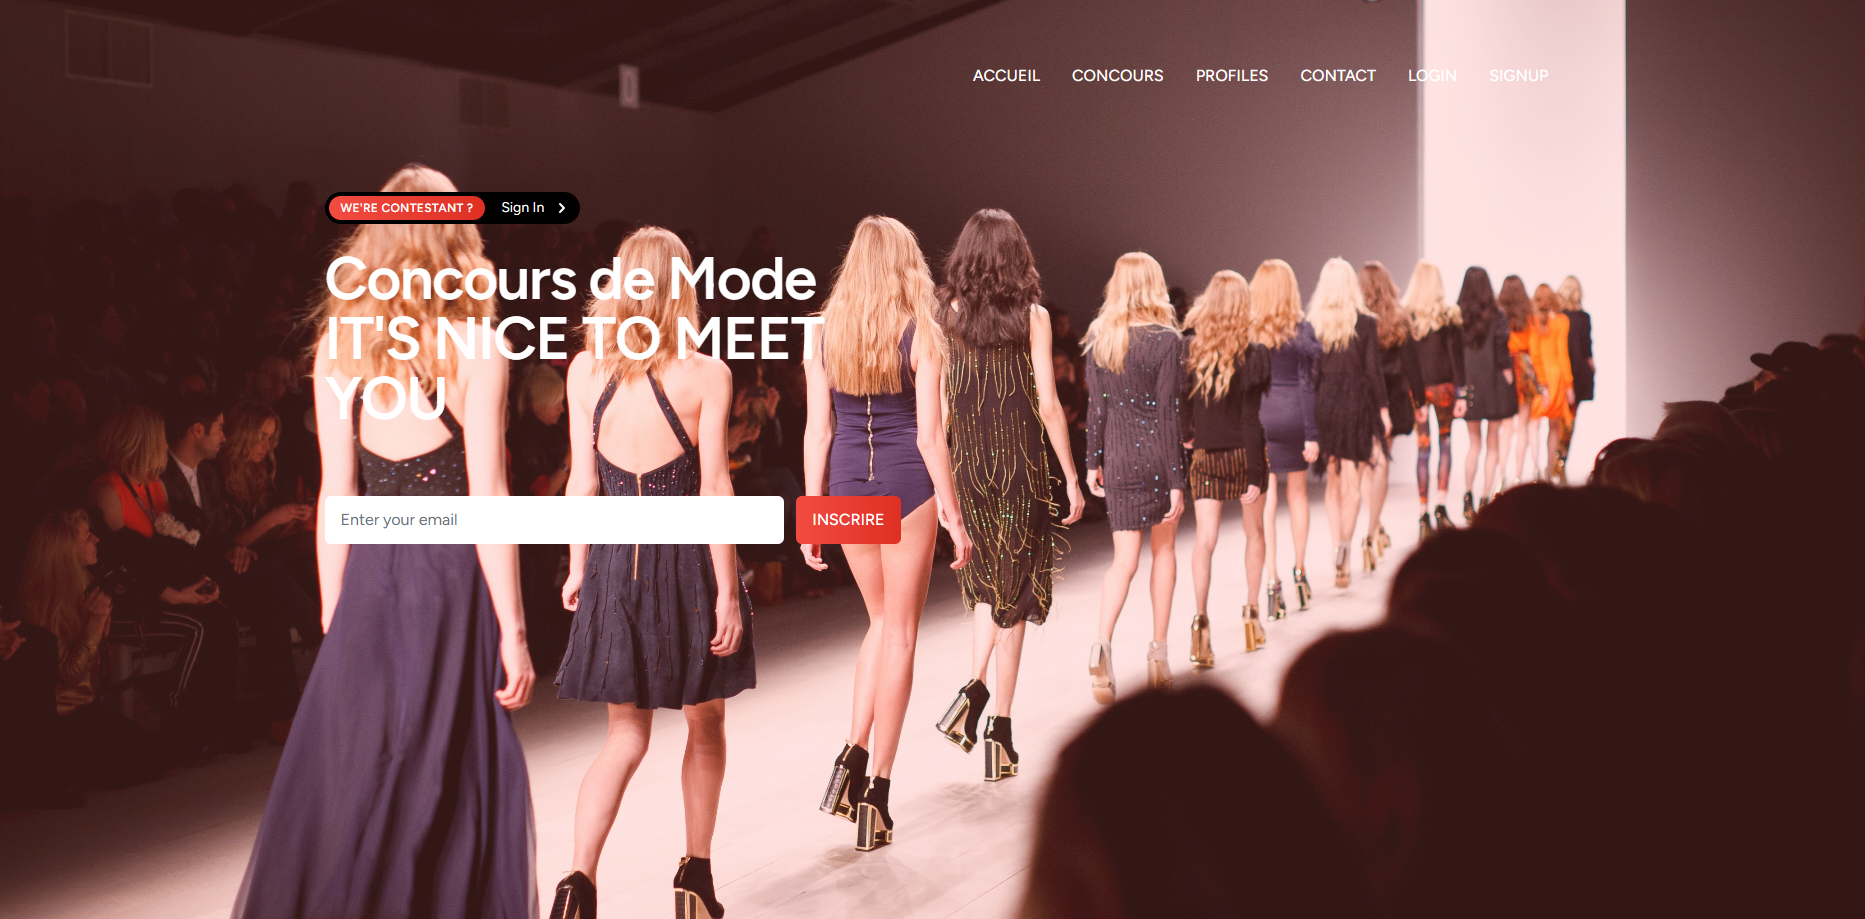 ACCUEIL CONCOURS PROFILES CONTACT LOGIN SIGNUP
WE'RE CONTESTANT ? Sign In
Concours de Mode
IT'S NICE TO MEET
YOU
Enter your email INSCRIRE